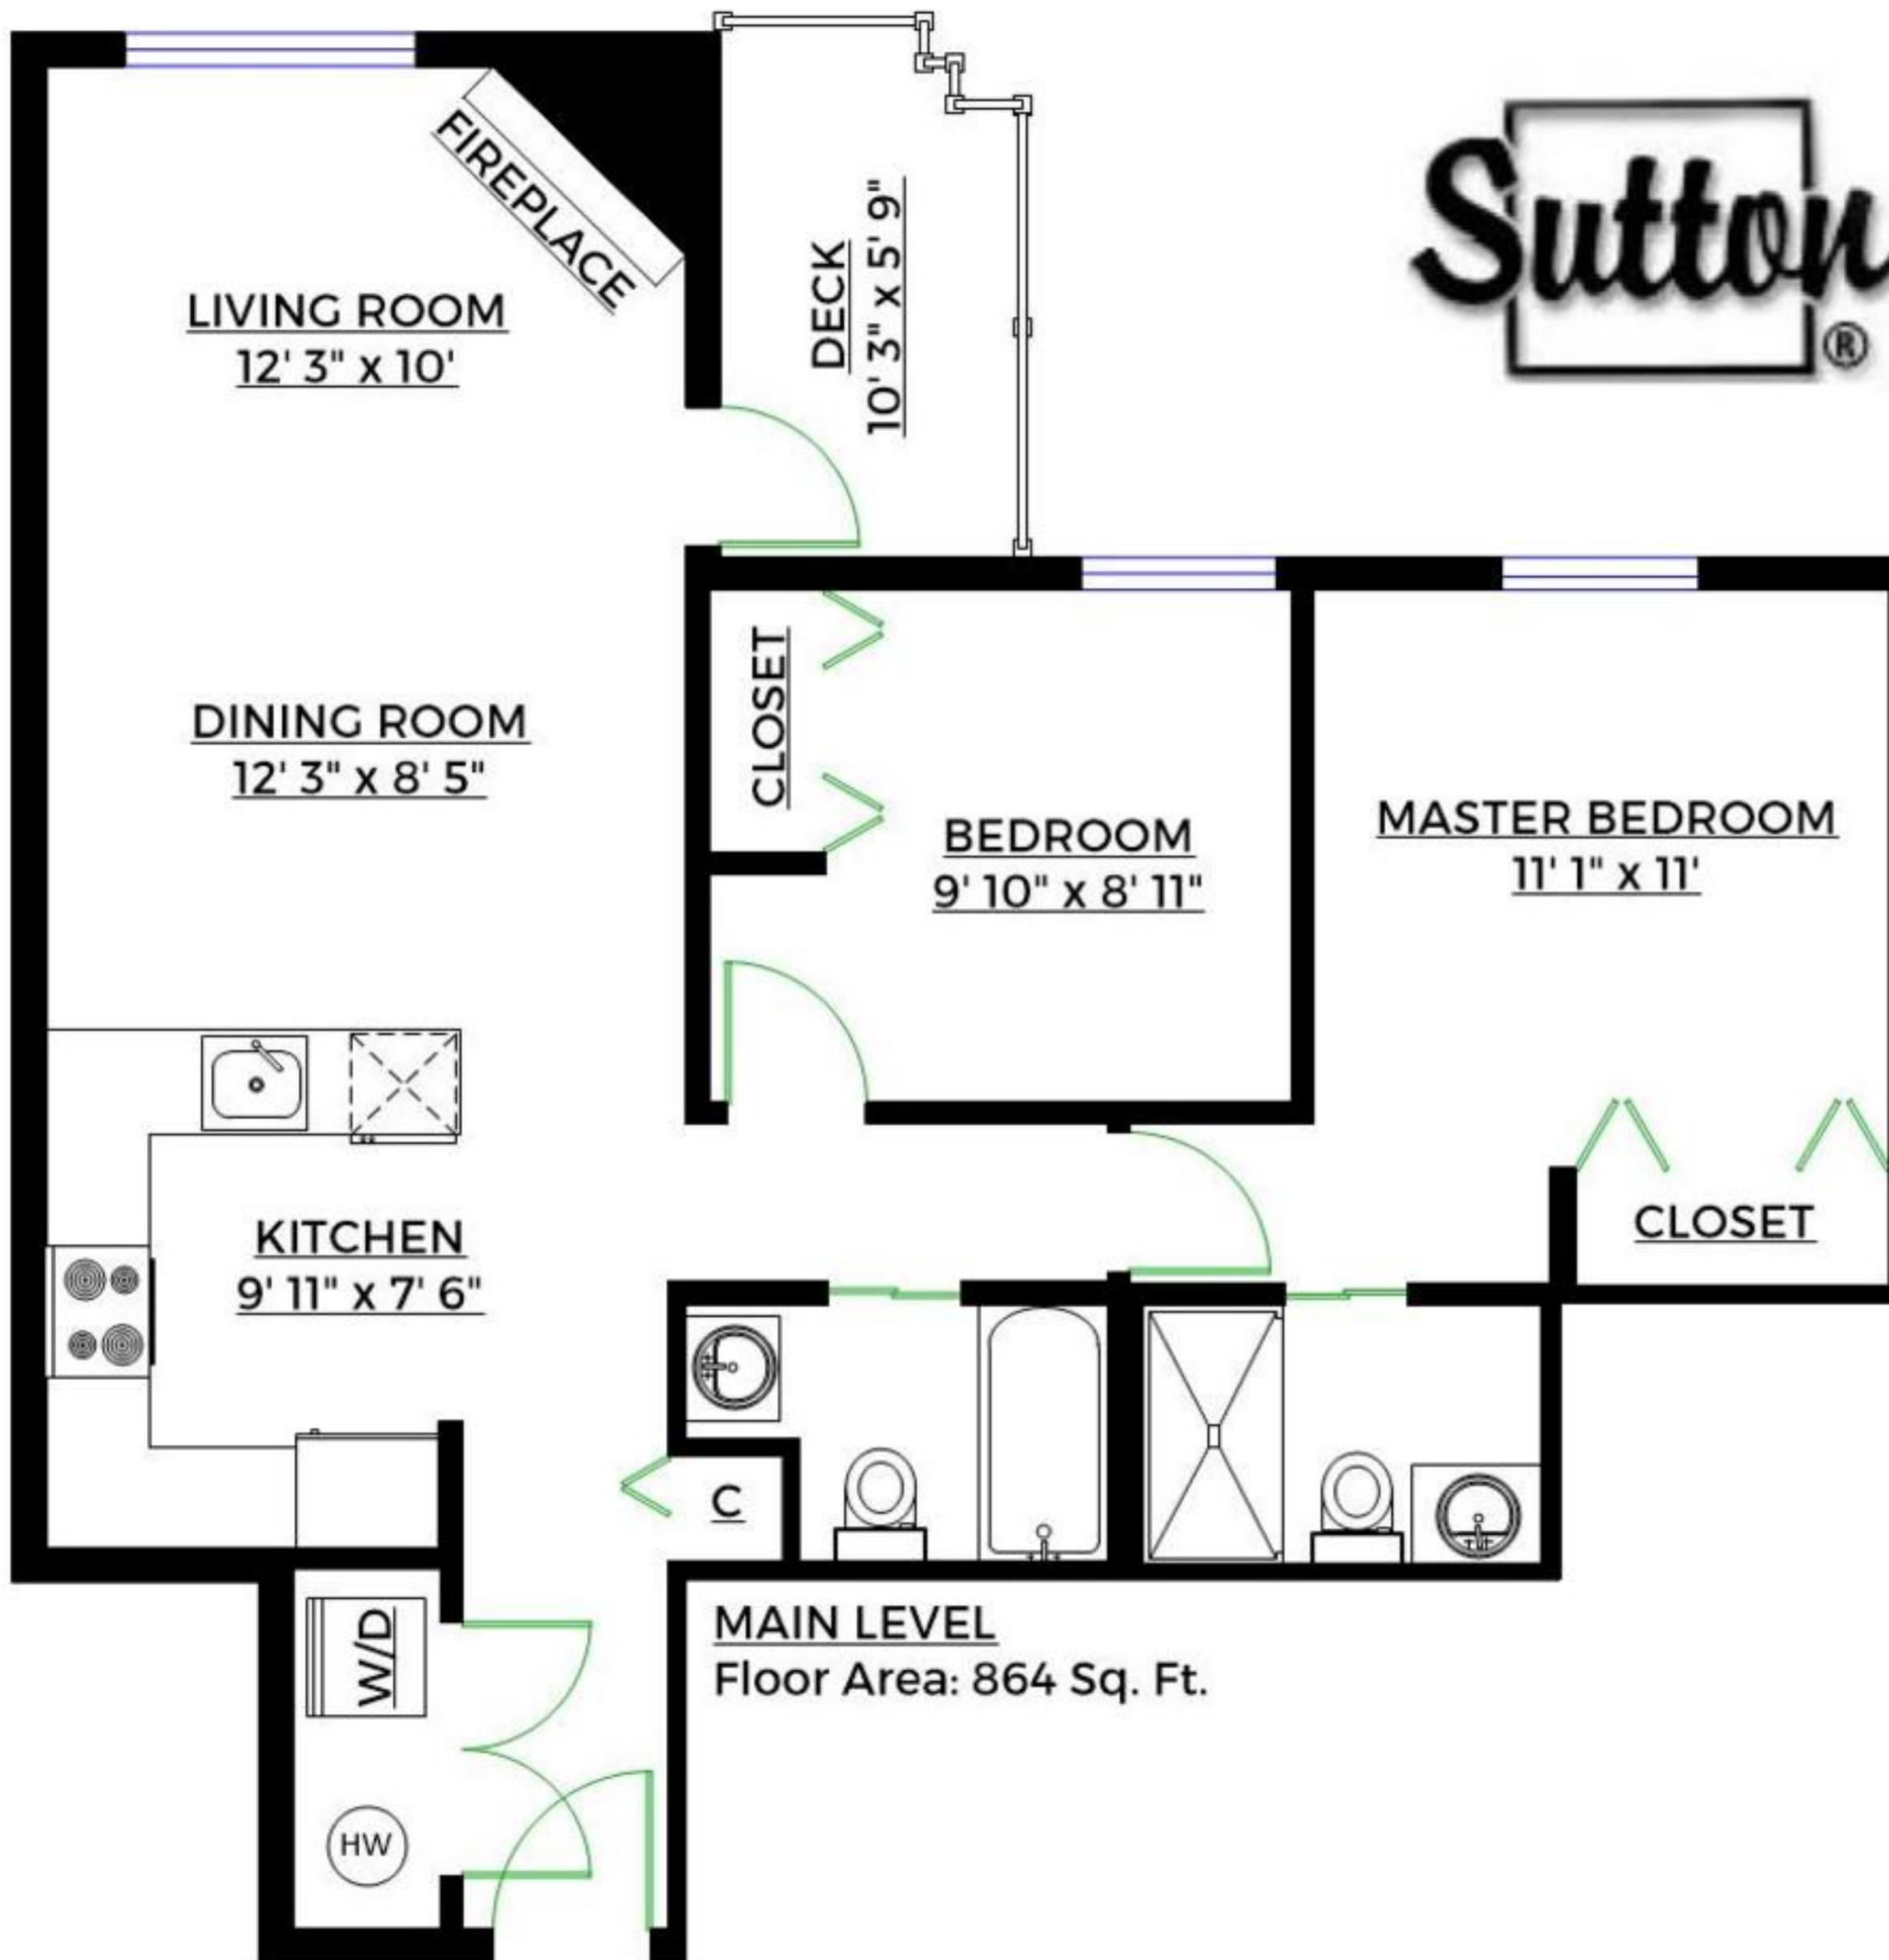 Sutton
®
FIREPLACE
DECK
10' 3" x 5' 9"
LIVING ROOM
12' 3" x 10'
DINING ROOM
12' 3" x 8' 5"
CLOSET
BEDROOM
9' 10" x 8' 11"
MASTER BEDROOM
11' 1" x 11'
CLOSET
KITCHEN
9' 11" x 7' 6"
C
W/D
HW
MAIN LEVEL
Floor Area: 864 Sq. Ft.